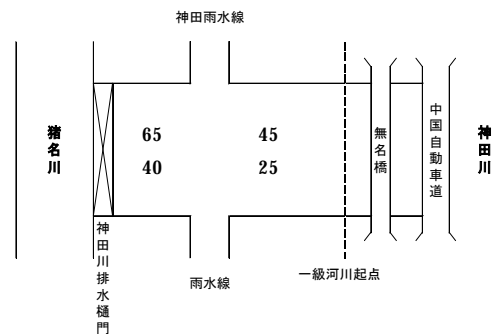 神田雨水線
猪名川
65
40
45
25
無名橋
中国自動車道
神田川
神田川排水樋門
雨水線
一級河川起点